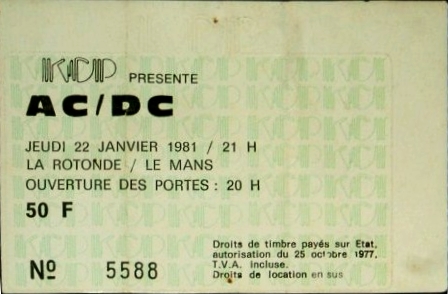 KCP PRESENTE
AC/DC
JEUDI 22 JANVIER 1981 / 21 H
LA ROTONDE / LE MANS
OUVERTURE DES PORTES : 20 H
50 F
Droits de timbre payés sur Etat,
autorisation du 25 octobre 1977.
T.V.A. incluse.
Droits de location en sus
Nº 5588